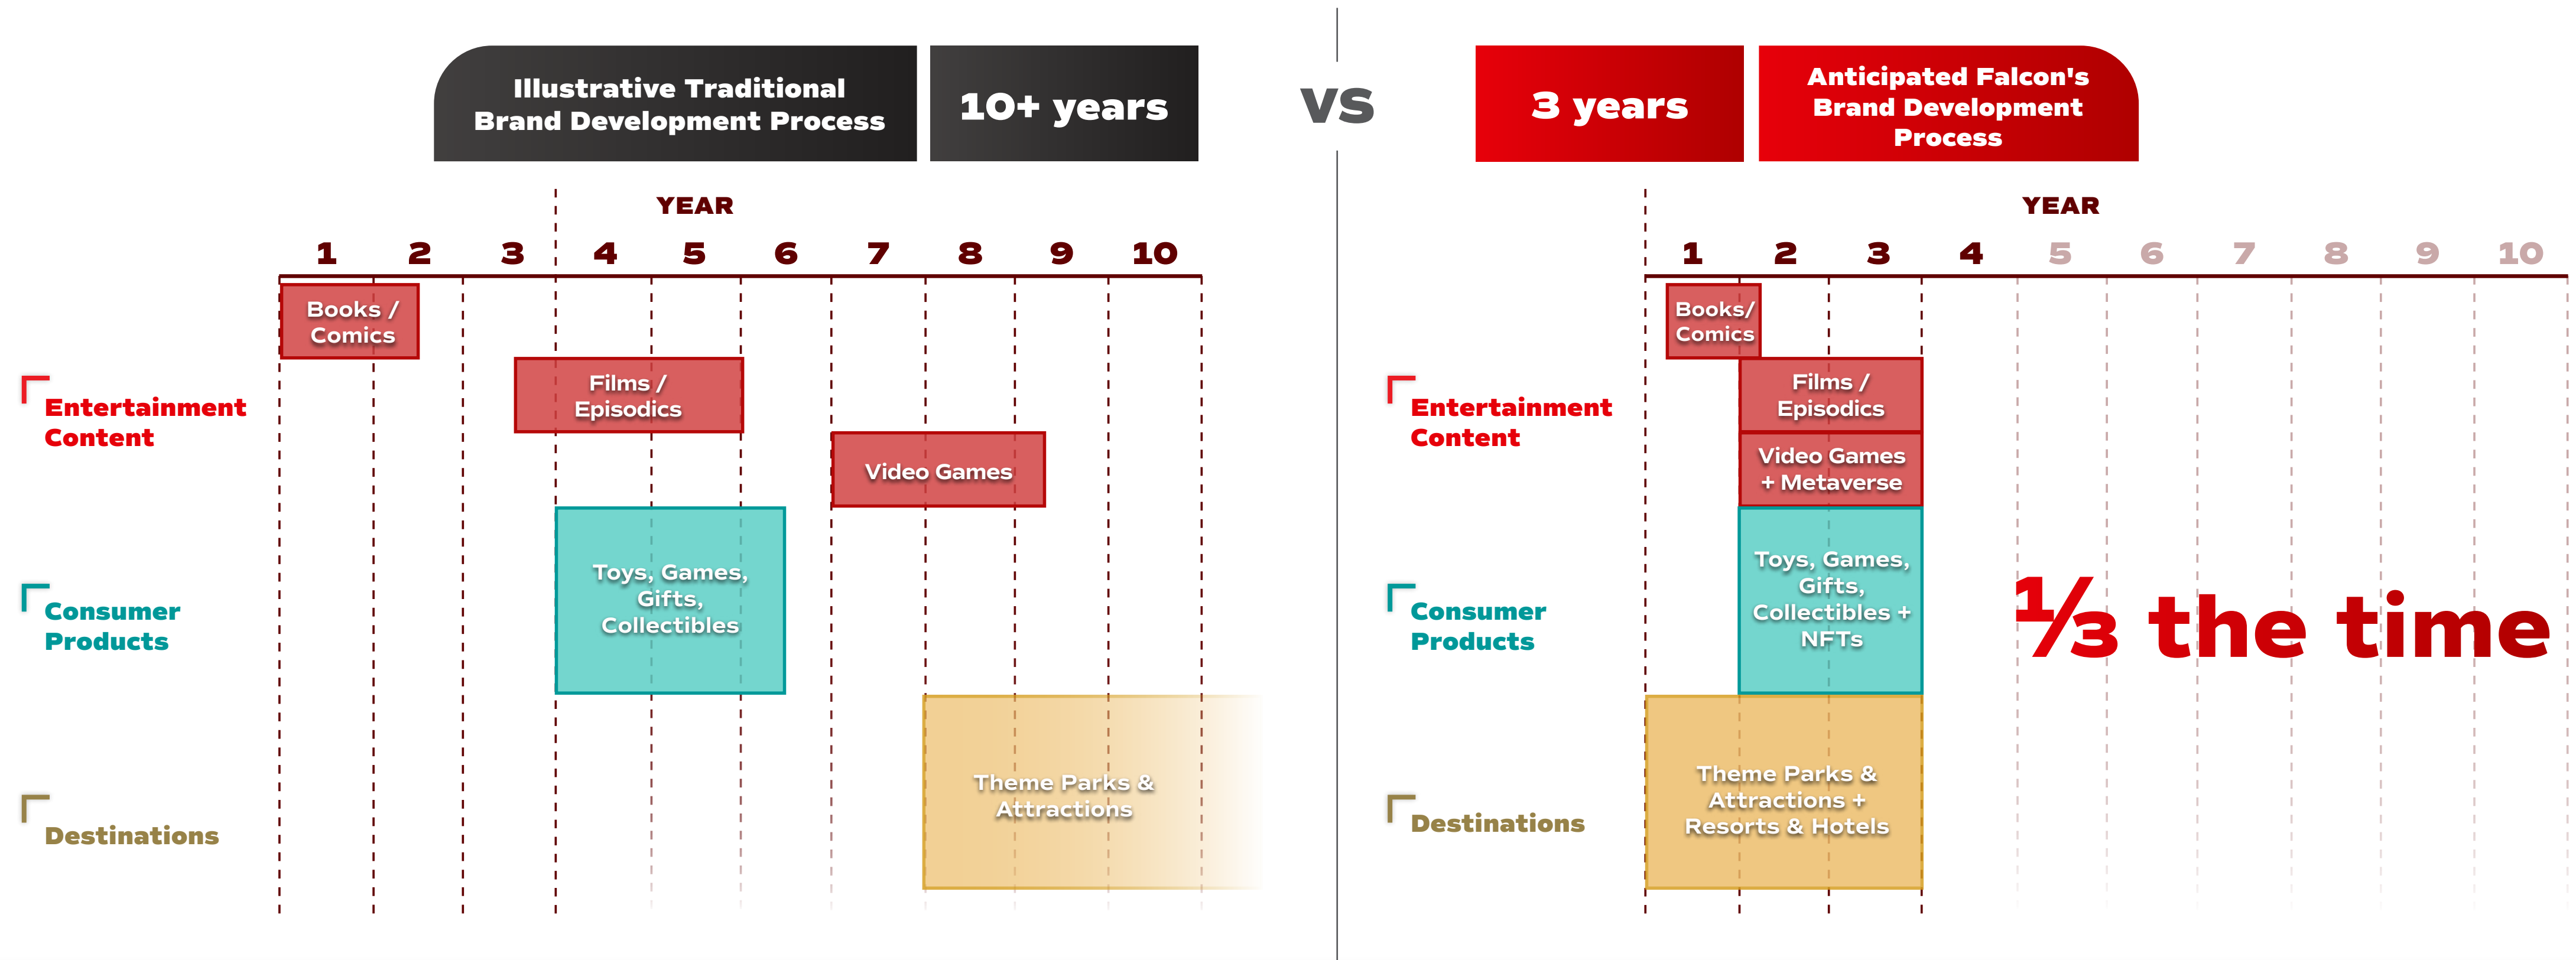 Illustrative Traditional
Brand Development Process
10+ years
VS
3 years
Anticipated Falcon's
Brand Development
Process
YEAR
1 2 3 4 5 6 7 8 9 10
Books /
Comics
Films /
Episodics
Video Games
Entertainment
Content
Toys, Games,
Gifts,
Collectibles
Consumer
Products
Theme Parks &
Attractions
Destinations
YEAR
1 2 3 4 5 6 7 8 9 10
Books/
Comics
Films /
Episodics
Video Games
+ Metaverse
Entertainment
Content
Toys, Games,
Gifts,
Collectibles +
NFTs
Consumer
Products
⅓ the time
Theme Parks &
Attractions +
Resorts & Hotels
Destinations